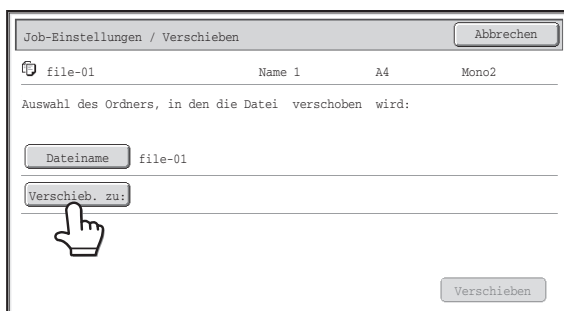 Job-Einstellungen / Verschieben Abbrechen
file-01 Name 1 A4 Mono2
Auswahl des Ordners, in den die Datei verschoben wird:
Dateiname file-01
Verschieb. zu:
Verschieben